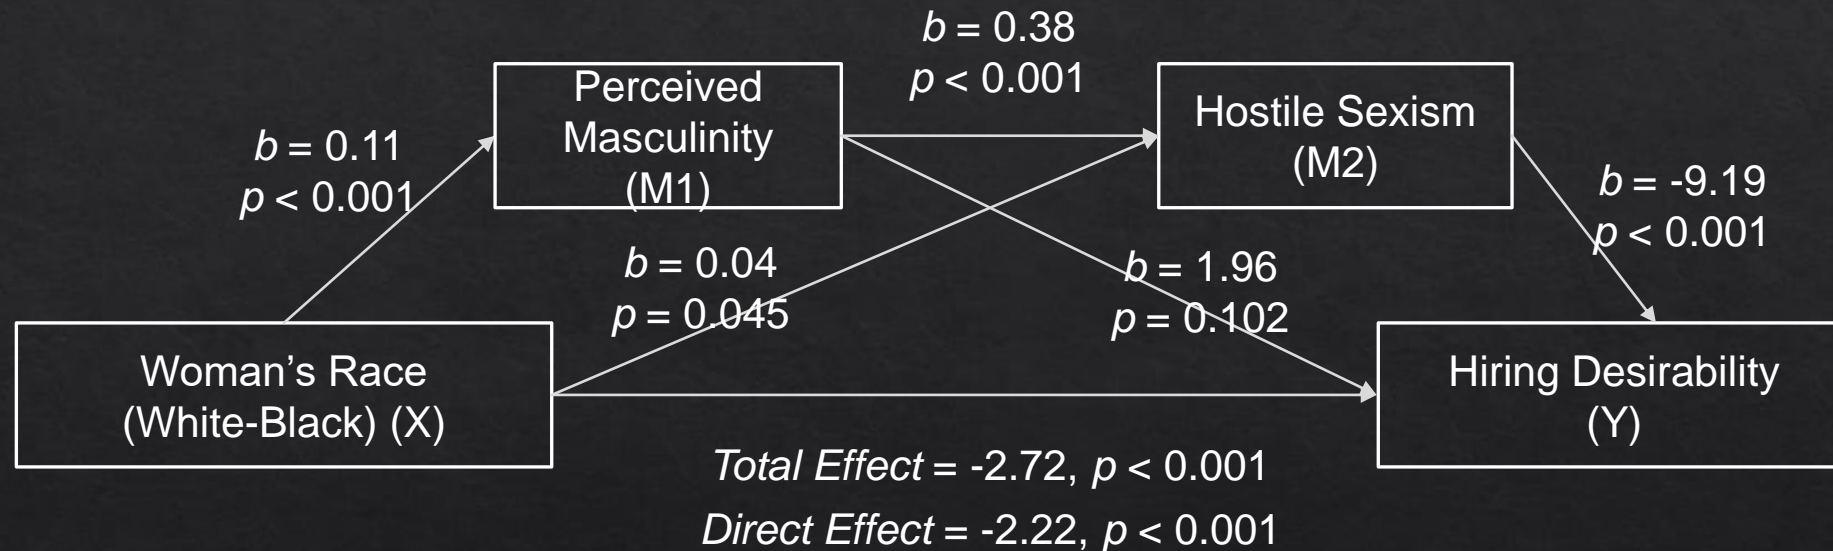 b = 0.38
p < 0.001
Perceived
Masculinity
(M1)
Hostile Sexism
(M2)
b = 0.11
p < 0.001
b = -9.19
p < 0.001
b = 0.04
p = 0.045
b = 1.96
p = 0.102
Woman’s Race
(White-Black) (X)
Hiring Desirability
(Y)
Total Effect = -2.72, p < 0.001
Direct Effect = -2.22, p < 0.001